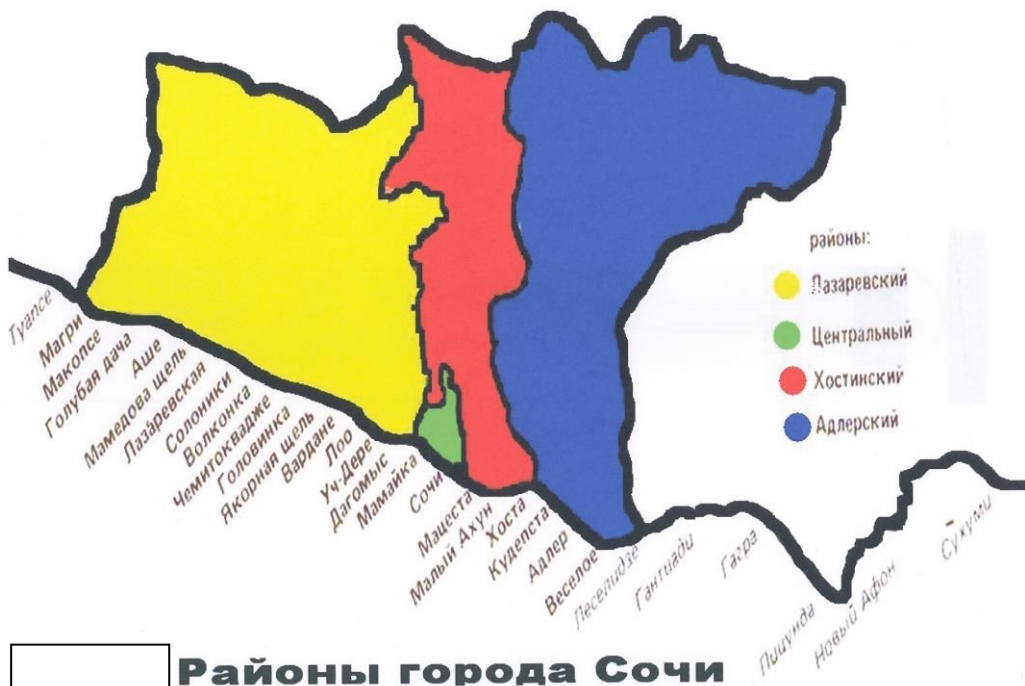 районы:
Лазаревский
Центральный
Хостинский
Адлерский
Туапсе
Магри
Макопсе
Голубая дача
Аше
Мамедова щель
Лазаревская
Солоники
Волконка
Чемитоквадже
Головинка
Якорная щель
Вардане
Лоо
Уч-Дере
Дагомыс
Мамайка
Сочи
Мацеста
Малый Ахун
Хоста
Кудепста
Адлер
Веселое
Леселидзе
Гантиади
Гагра
Пицунда
Новый Афон
Сухуми
Районы города Сочи